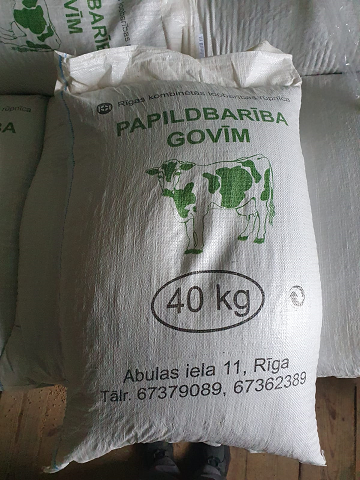 Rīgas kombinētās lopbarības rūpnīca
PAPILDBARĪBA
GOVĪM
40 kg
Abulas iela 11, Rīga
Tālr. 67379089, 67362389